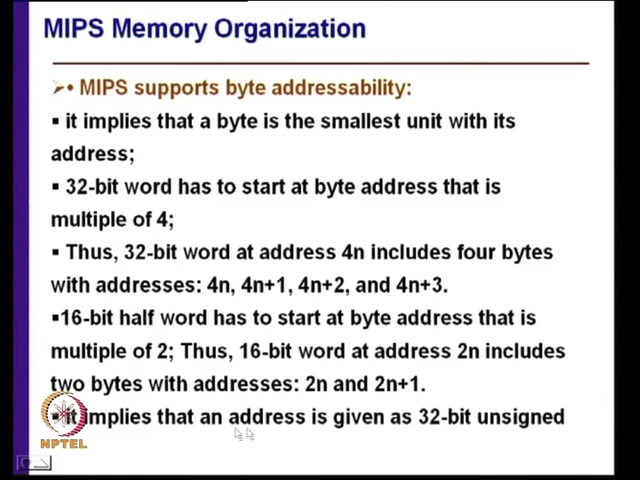 MIPS Memory Organization
➢• MIPS supports byte addressability:
▪ it implies that a byte is the smallest unit with its
address;
▪ 32-bit word has to start at byte address that is
multiple of 4;
▪ Thus, 32-bit word at address 4n includes four bytes
with addresses: 4n, 4n+1, 4n+2, and 4n+3.
▪16-bit half word has to start at byte address that is
multiple of 2; Thus, 16-bit word at address 2n includes
two bytes with addresses: 2n and 2n+1.
▪ it implies that an address is given as 32-bit unsigned
NPTEL